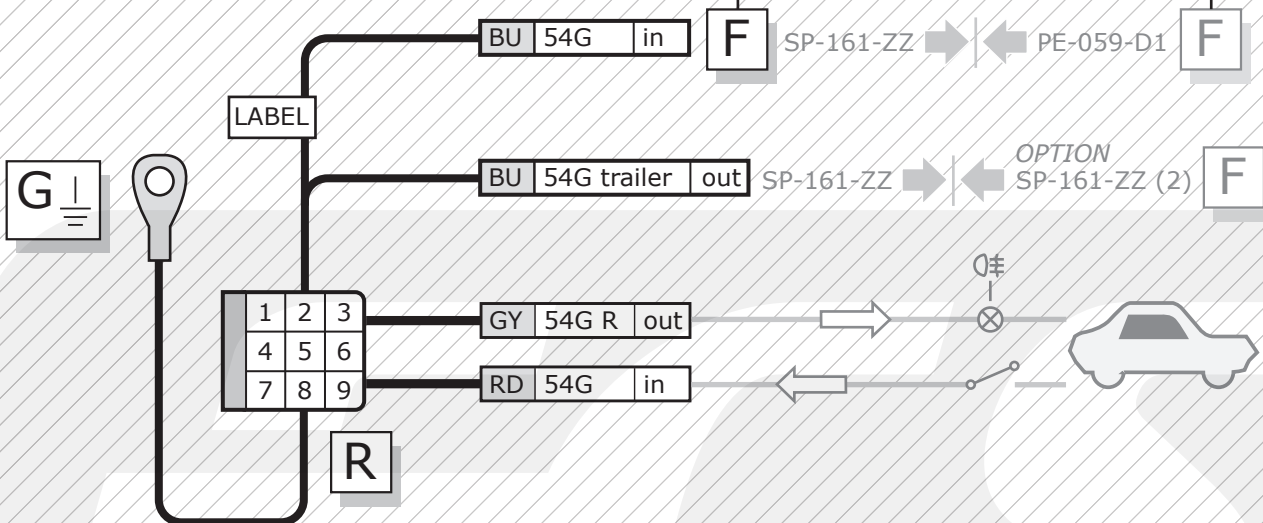 BU 54G in F SP-161-ZZ PE-059-D1 F
LABEL
OPTION
G BU 54G trailer out SP-161-ZZ SP-161-ZZ (2) F
1 2 3 GY 54G R out
4 5 6
7 8 9 RD 54G in
R